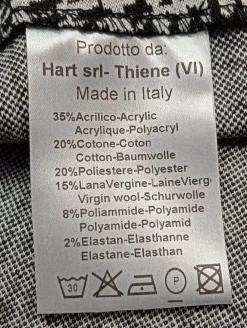 Prodotto da:
Hart srl- Thiene (VI)
Made in Italy
35%Acrilico-Acrylic
Acrylique-Polyacryl
20%Cotone-Coton
Cotton-Baumwolle
20%Poliestere-Polyester
15%LanaVergine-LaineVierg
Virgin wool-Schurwolle
8%Poliammide-Polyamide
Polyamide-Polyamid
2%Elastan-Elasthanne
Elastane-Elasthan
30 P